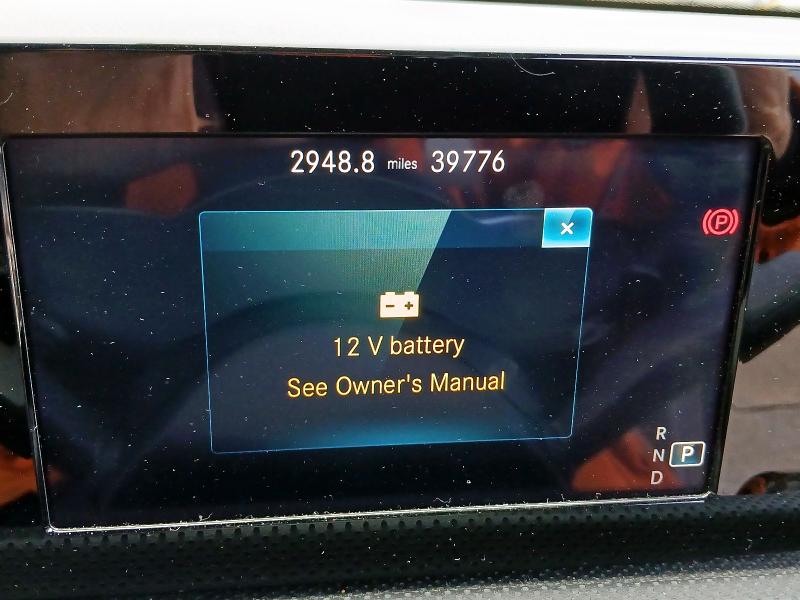 2948.8 miles 39776
P
12 V battery
See Owner's Manual
R
N P
D